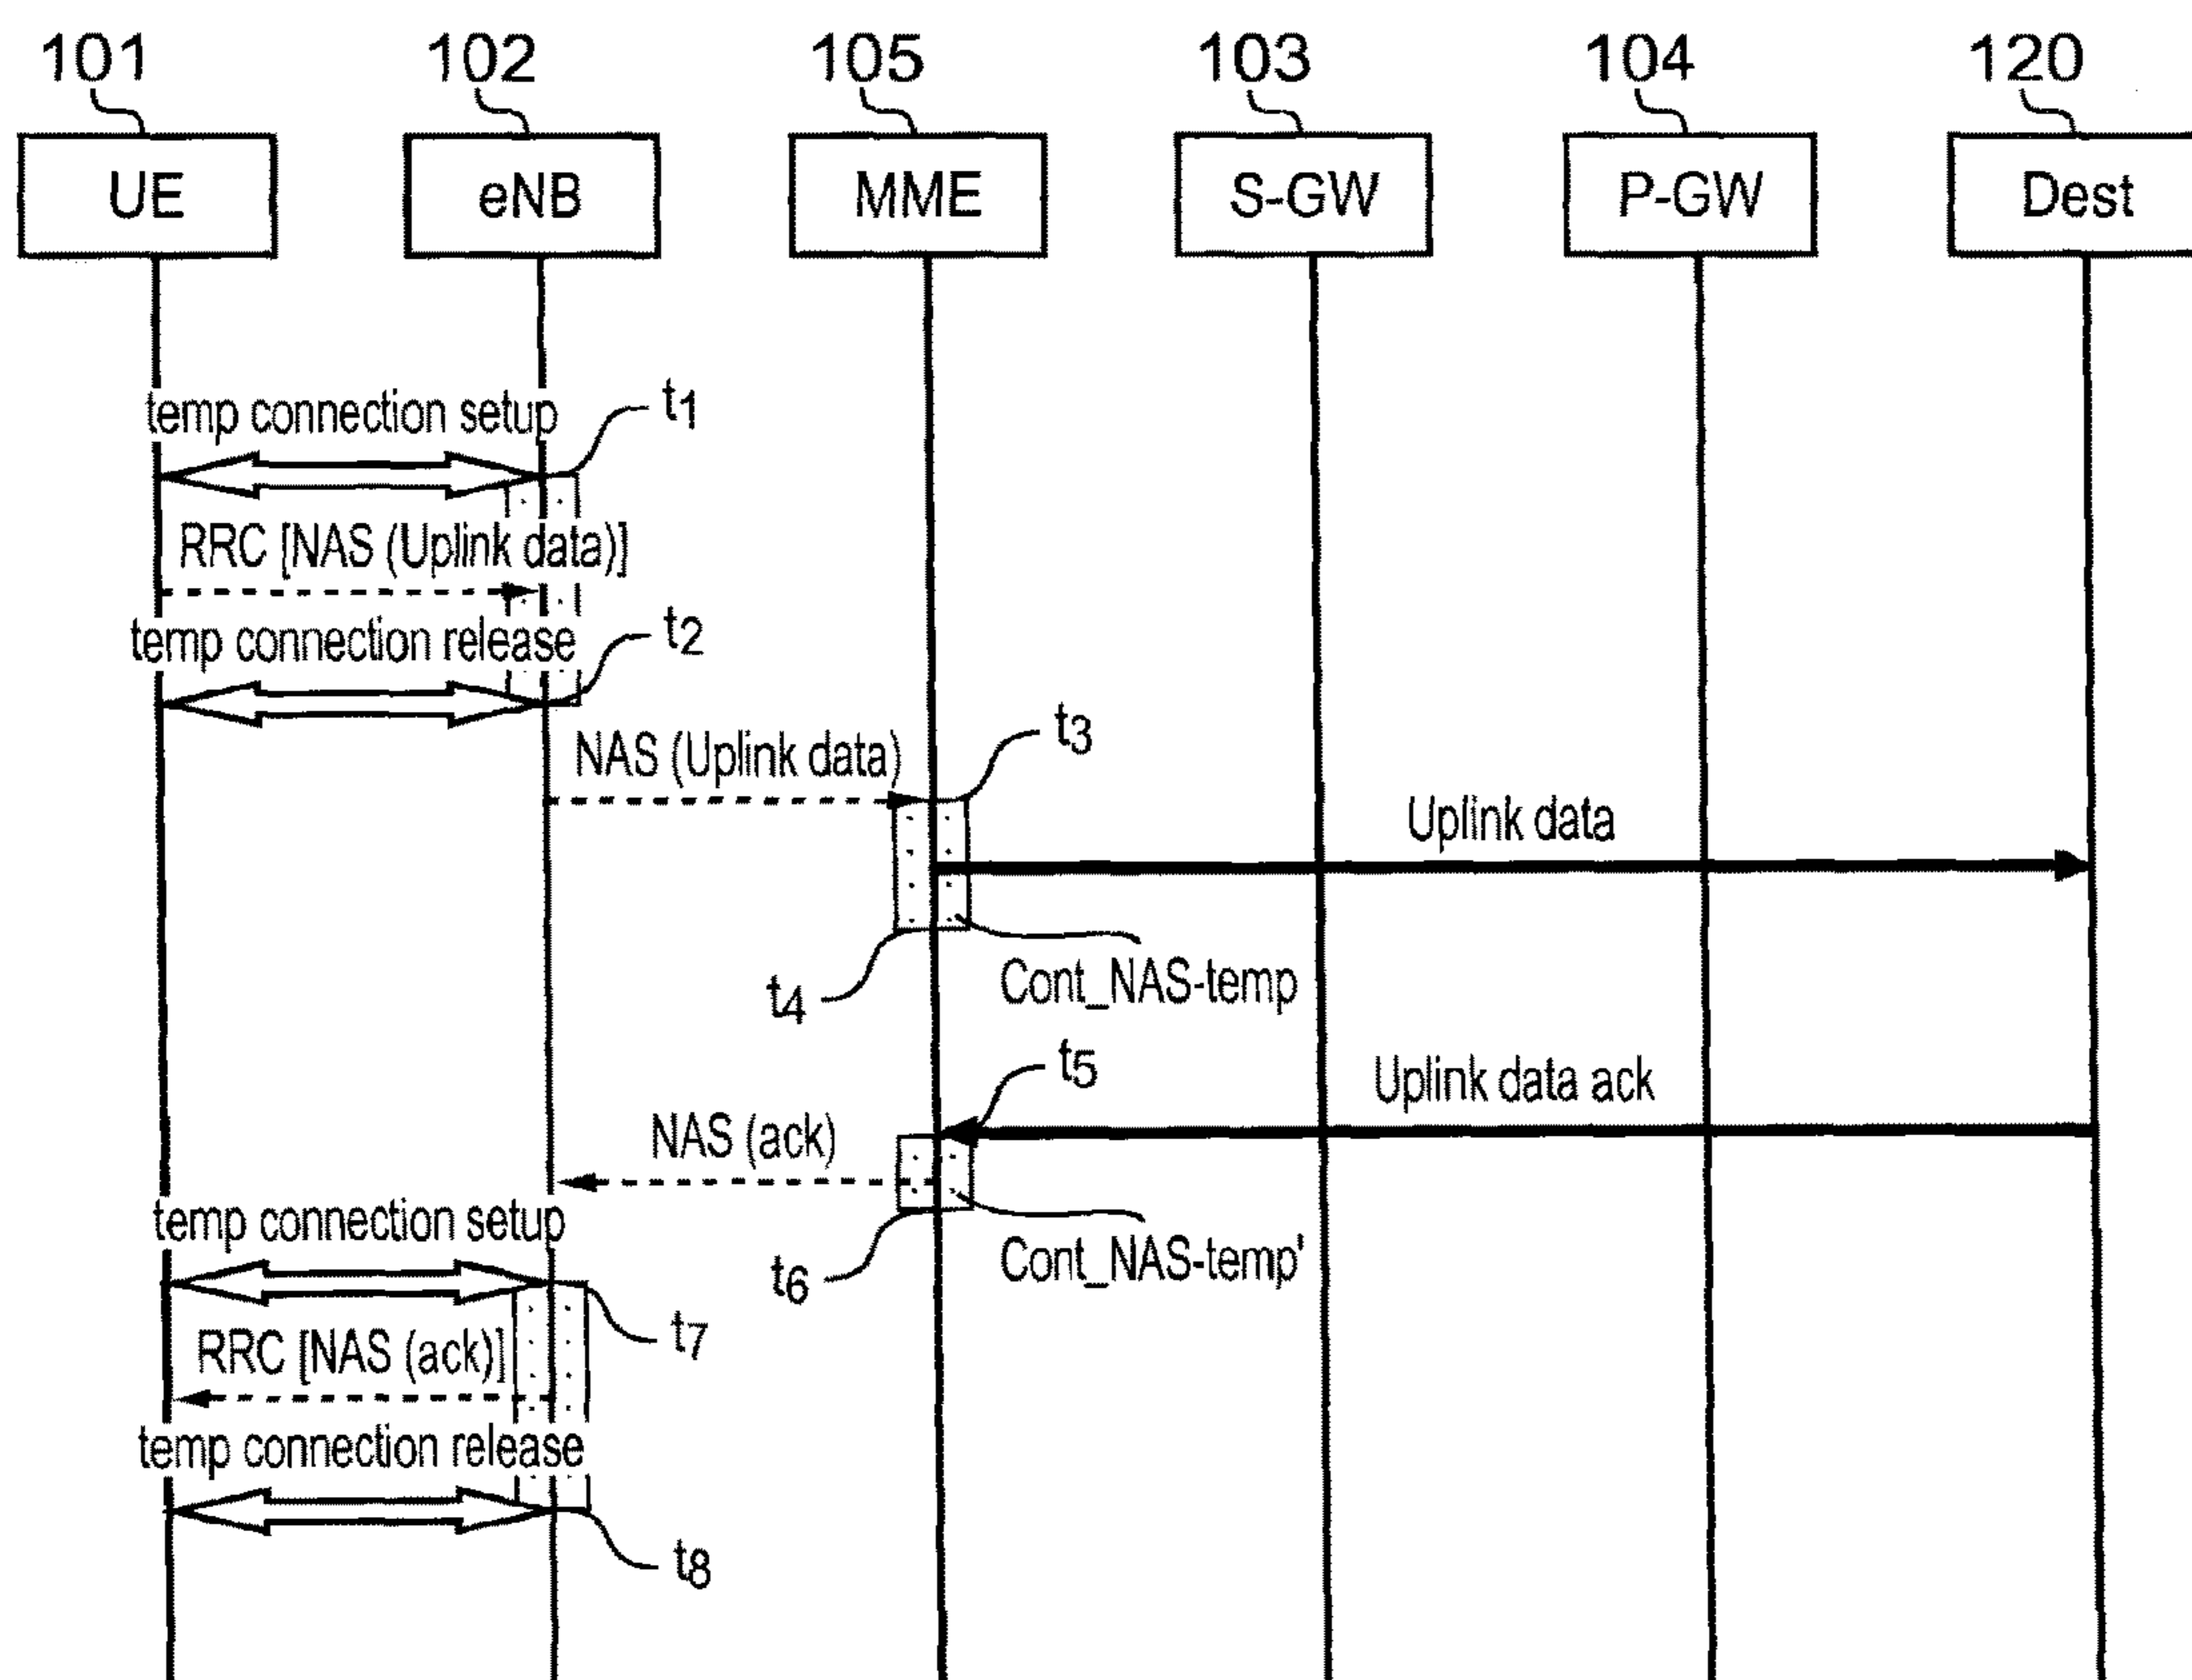 101 102 105 103 104 120
UE eNB MME S-GW P-GW Dest
temp connection setup t1
RRC [NAS (Uplink data)]
temp connection release t2
NAS (Uplink data) t3
Uplink data
t4 Cont_NAS-temp
t5 Uplink data ack
NAS (ack)
temp connection setup
t6 Cont_NAS-temp'
RRC [NAS (ack)] t7
temp connection release
t8